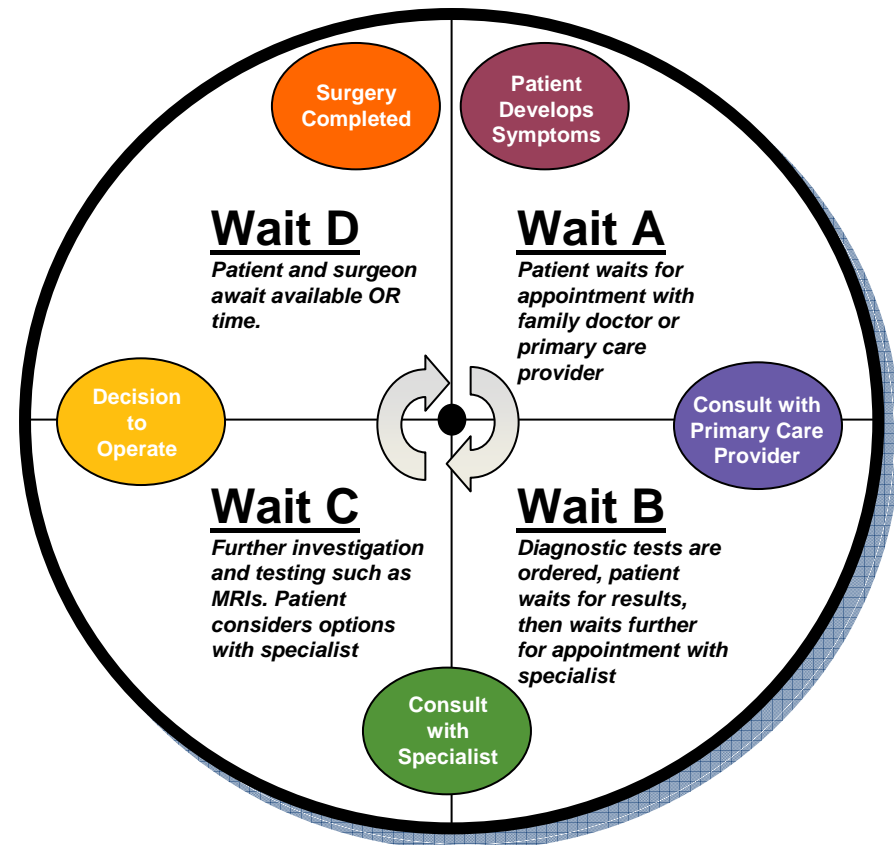 Patient
Develops
Symptoms
Wait A
Patient waits for
appointment with
family doctor or
primary care
provider
Consult with
Primary Care
Provider
Wait B
Diagnostic tests are
ordered, patient
waits for results,
then waits further
for appointment with
specialist
Consult
with
Specialist
Wait C
Further investigation
and testing such as
MRIs. Patient
considers options
with specialist
Decision
to
Operate
Wait D
Patient and surgeon
await available OR
time.
Surgery
Completed